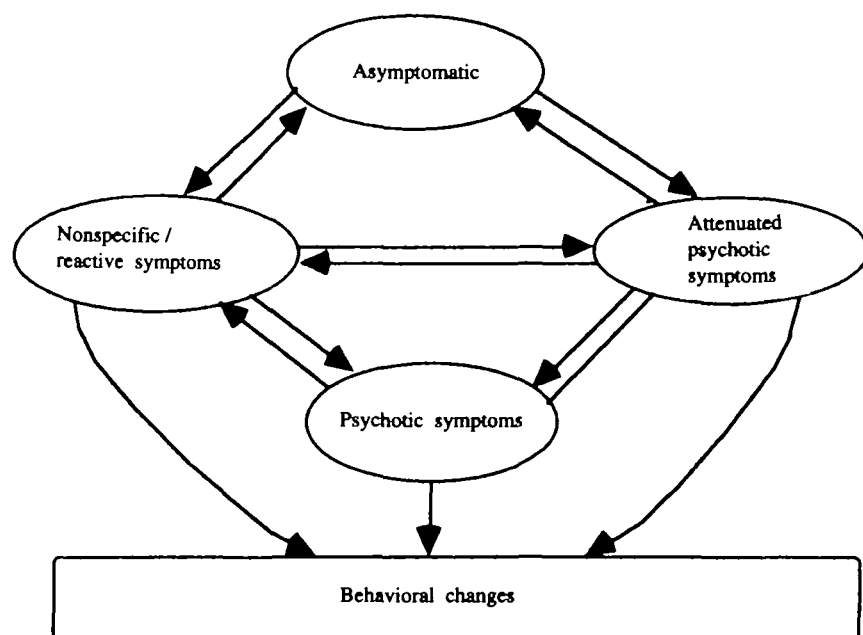 Asymptomatic
Nonspecific /
reactive symptoms
Attenuated
psychotic
symptoms
Psychotic symptoms
Behavioral changes